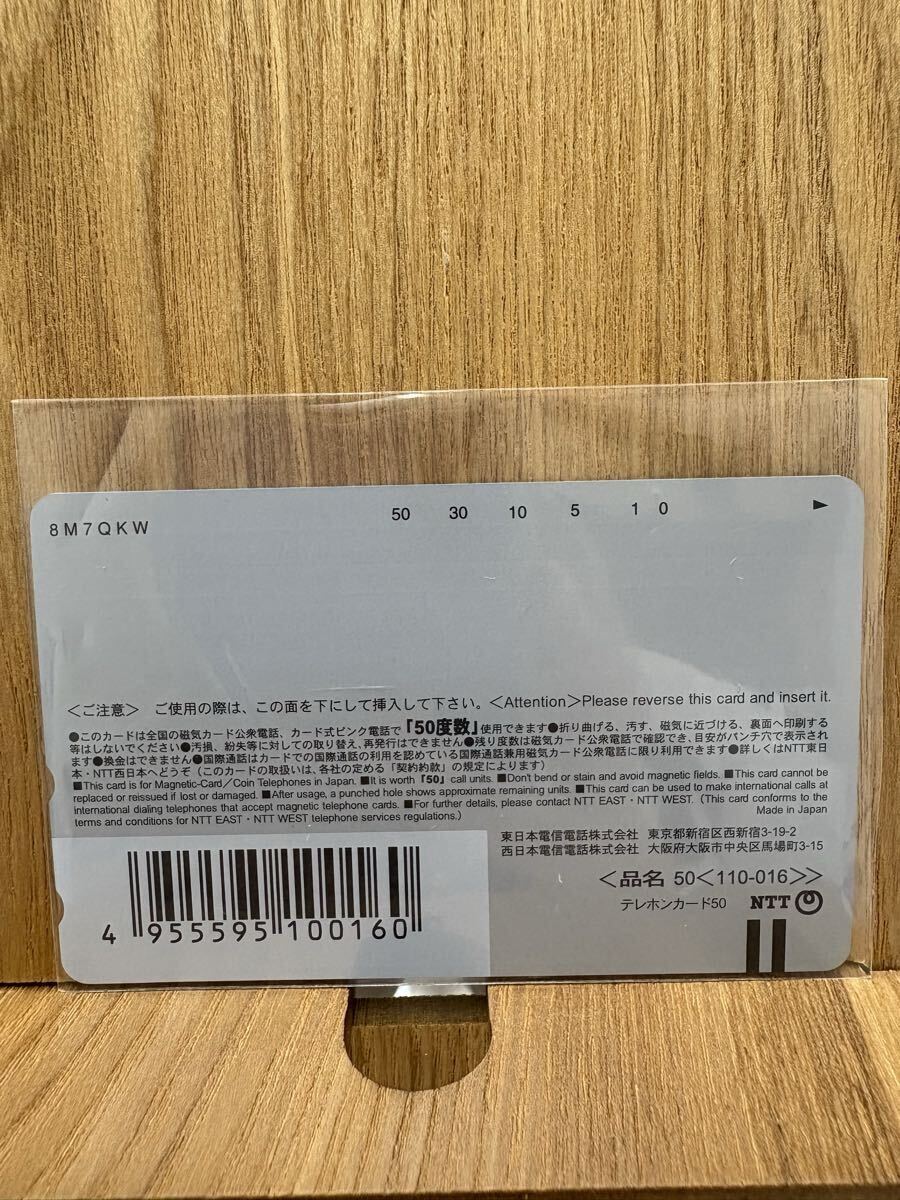 8M7QKW
50 30 10 5 1 0 ▶
＜ご注意＞ ご使用の際は、この面を下にして挿入して下さい。＜Attention＞Please reverse this card and insert it.
●このカードは全国の磁気カード公衆電話、カード式ピンク電話で「50度数」使用できます●折り曲げる、汚す、磁気に近づける、裏面へ印刷する
等はしないでください●汚損、紛失等に対しての取り替え、再発行はできません●残り度数は磁気カード公衆電話で確認でき、目安がパンチ穴で表示され
ます●換金はできません●国際通話はカードでの国際通話の利用を認めている国際通話兼用磁気カード公衆電話に限り利用できます●詳しくはNTT東日
本・NTT西日本へどうぞ（このカードの取扱いは、各社の定める「契約約款」の規定によります）
■This card is for Magnetic-Card／Coin Telephones in Japan. ■It is worth「50」call units. ■Don't bend or stain and avoid magnetic fields. ■This card cannot be
replaced or reissued if lost or damaged. ■After usage, a punched hole shows approximate remaining units. ■This card can be used to make international calls at
international dialing telephones that accept magnetic telephone cards. ■For further details, please contact NTT EAST・NTT WEST.（This card conforms to the
terms and conditions for NTT EAST・NTT WEST telephone services regulations.） Made in Japan
東日本電信電話株式会社 東京都新宿区西新宿3-19-2
西日本電信電話株式会社 大阪府大阪市中央区馬場町3-15
＜品名 50＜110-016＞＞
テレホンカード50 NTT
4 955595 100160